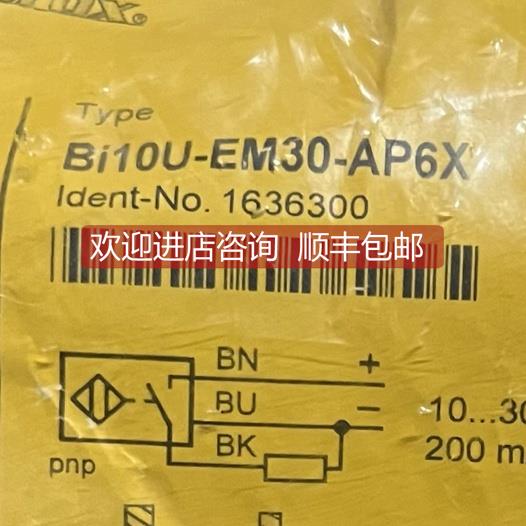 Type
Bi10U-EM30-AP6X
Ident-No. 1636300
欢迎进店咨询 顺丰包邮
BN +
BU −
BK
10...30
200 m
pnp